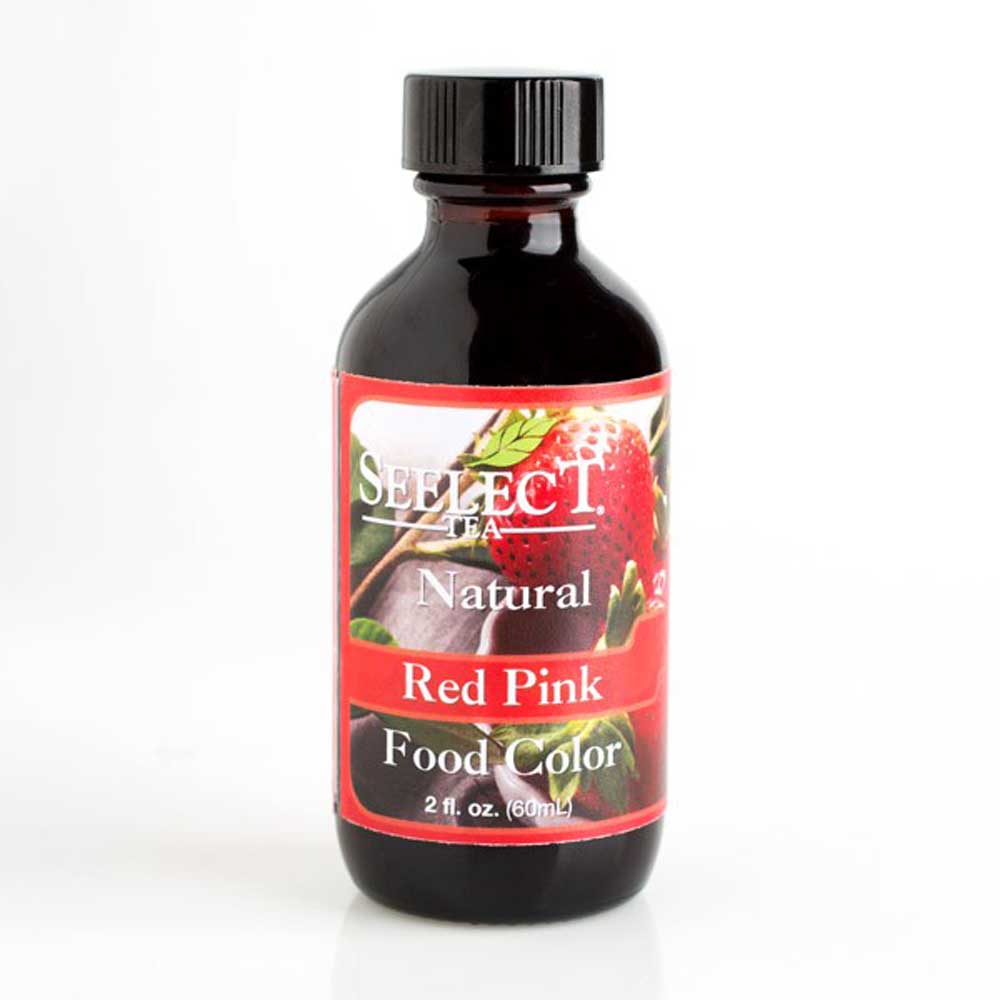 SEELECT®
TEA
Natural
Red Pink
Food Color
2 fl. oz. (60mL)